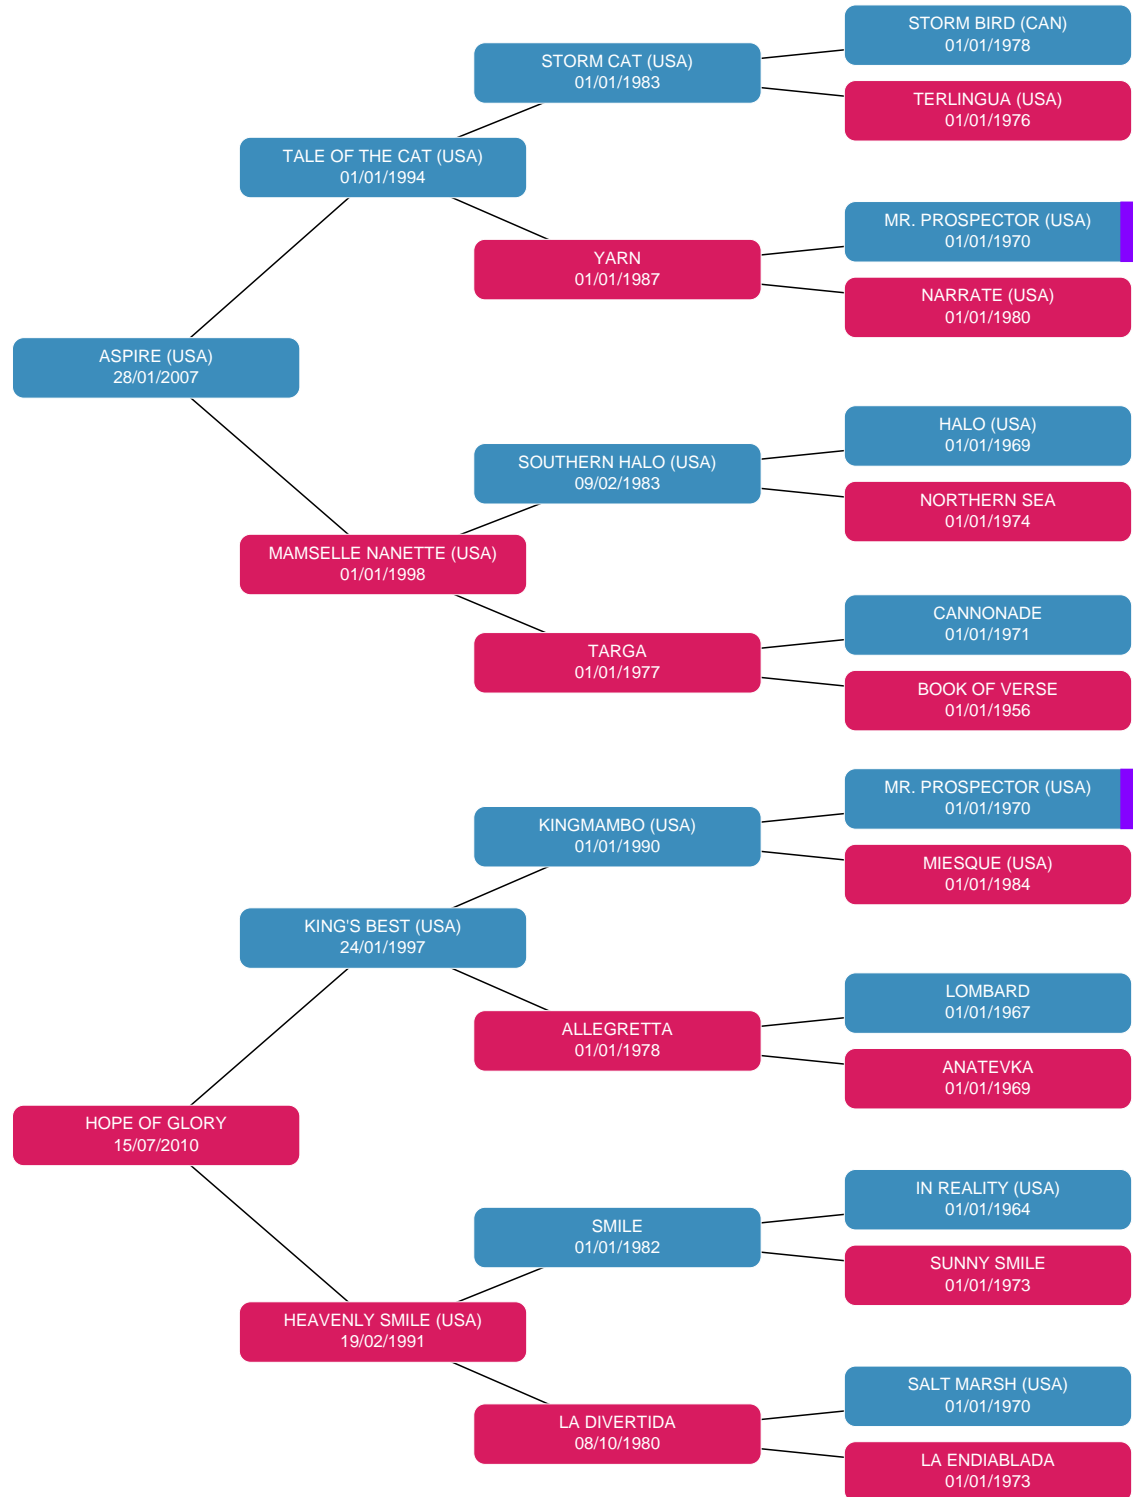 STORM BIRD (CAN)
01/01/1978
STORM CAT (USA)
01/01/1983
TERLINGUA (USA)
01/01/1976
TALE OF THE CAT (USA)
01/01/1994
MR. PROSPECTOR (USA)
01/01/1970
YARN
01/01/1987
NARRATE (USA)
01/01/1980
ASPIRE (USA)
28/01/2007
HALO (USA)
01/01/1969
SOUTHERN HALO (USA)
09/02/1983
NORTHERN SEA
01/01/1974
MAMSELLE NANETTE (USA)
01/01/1998
CANNONADE
01/01/1971
TARGA
01/01/1977
BOOK OF VERSE
01/01/1956
MR. PROSPECTOR (USA)
01/01/1970
KINGMAMBO (USA)
01/01/1990
MIESQUE (USA)
01/01/1984
KING'S BEST (USA)
24/01/1997
LOMBARD
01/01/1967
ALLEGRETTA
01/01/1978
ANATEVKA
01/01/1969
HOPE OF GLORY
15/07/2010
IN REALITY (USA)
01/01/1964
SMILE
01/01/1982
SUNNY SMILE
01/01/1973
HEAVENLY SMILE (USA)
19/02/1991
SALT MARSH (USA)
01/01/1970
LA DIVERTIDA
08/10/1980
LA ENDIABLADA
01/01/1973